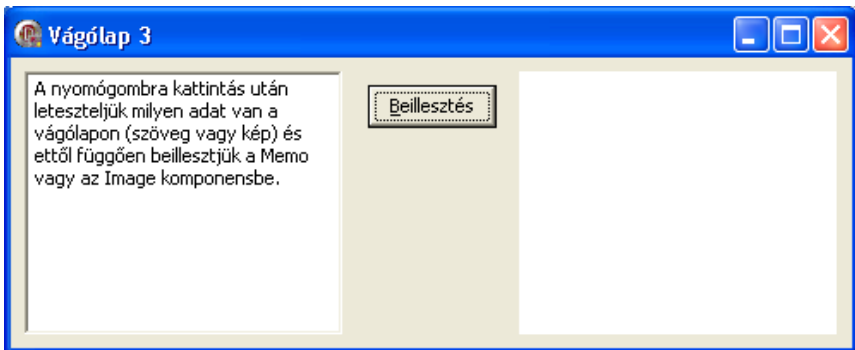 Vágólap 3
A nyomógombra kattintás után
leteszteljük milyen adat van a
vágólapon (szöveg vagy kép) és
ettől függően beillesztjük a Memo
vagy az Image komponensbe.
Beillesztés